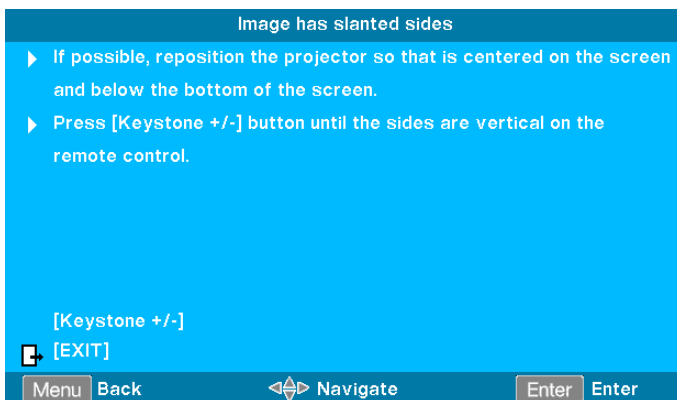 Image has slanted sides
If possible, reposition the projector so that is centered on the screen
and below the bottom of the screen.
Press [Keystone +/-] button until the sides are vertical on the
remote control.
[Keystone +/-]
[EXIT]
Menu Back Navigate Enter Enter